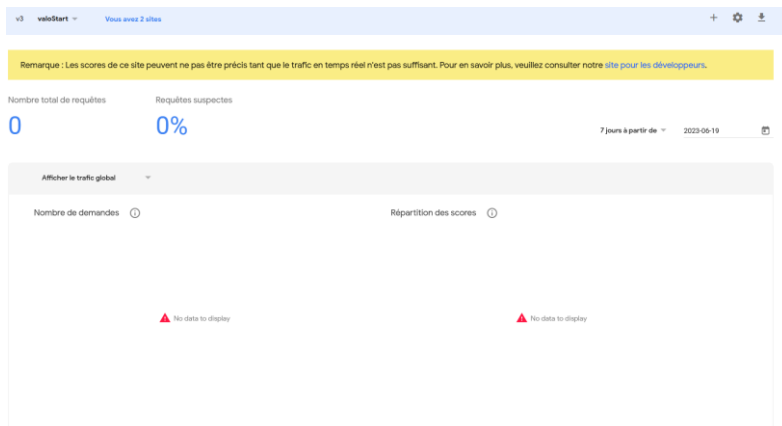 v3 valoStart Vous avez 2 sites
Remarque : Les scores de ce site peuvent ne pas être précis tant que le trafic en temps réel n'est pas suffisant. Pour en savoir plus, veuillez consulter notre site pour les développeurs.
Nombre total de requêtes Requêtes suspectes
0 0%
7 jours à partir de 2023-06-19
Afficher le trafic global
Nombre de demandes Répartition des scores
No data to display No data to display